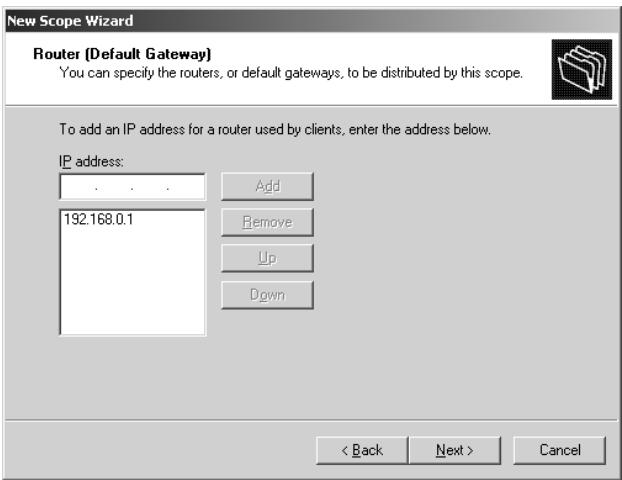 New Scope Wizard
Router (Default Gateway)
You can specify the routers, or default gateways, to be distributed by this scope.
To add an IP address for a router used by clients, enter the address below.
IP address:
. . .
Add
192.168.0.1
Remove
Up
Down
< Back
Next >
Cancel